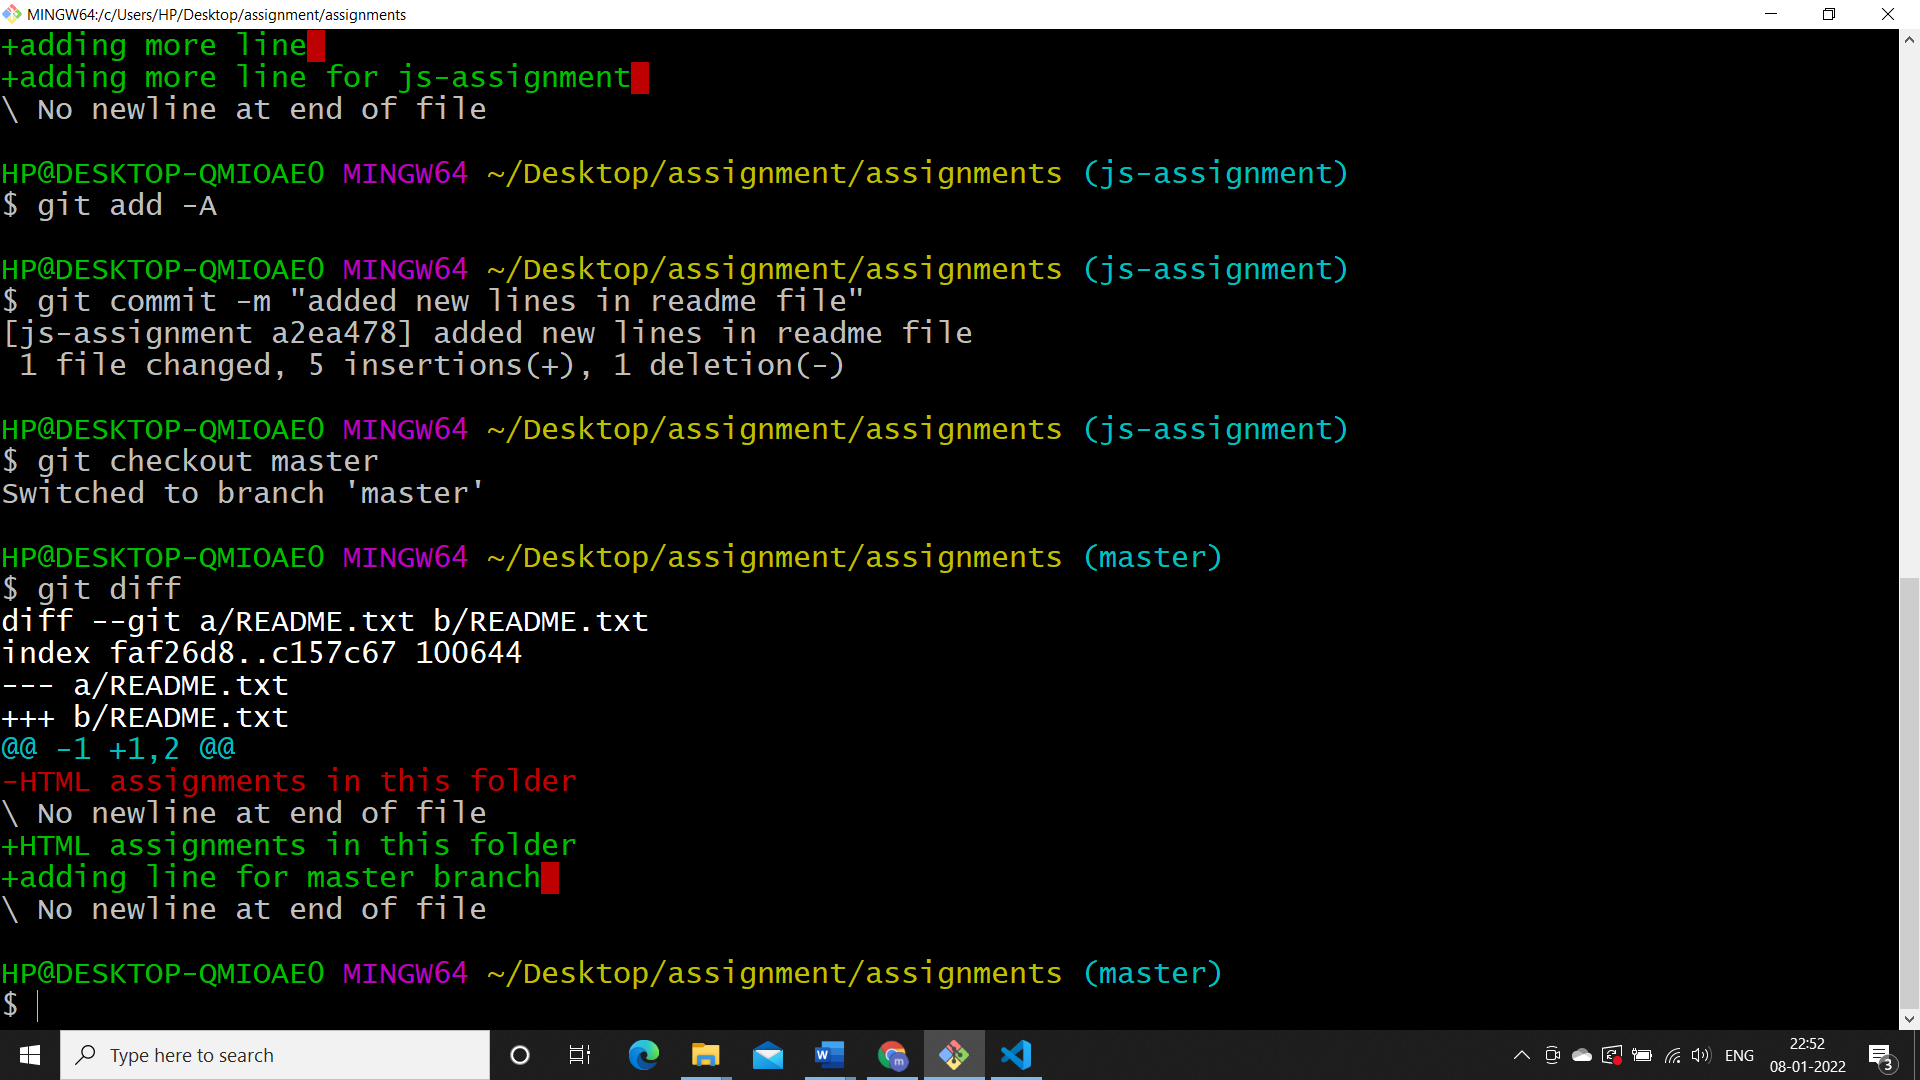 MINGW64:/c/Users/HP/Desktop/assignment/assignments
+adding more line
+adding more line for js-assignment
\ No newline at end of file
HP@DESKTOP-QMIOAEO MINGW64 ~/Desktop/assignment/assignments (js-assignment)
$ git add -A
HP@DESKTOP-QMIOAEO MINGW64 ~/Desktop/assignment/assignments (js-assignment)
$ git commit -m "added new lines in readme file"
[js-assignment a2ea478] added new lines in readme file
 1 file changed, 5 insertions(+), 1 deletion(-)
HP@DESKTOP-QMIOAEO MINGW64 ~/Desktop/assignment/assignments (js-assignment)
$ git checkout master
Switched to branch 'master'
HP@DESKTOP-QMIOAEO MINGW64 ~/Desktop/assignment/assignments (master)
$ git diff
diff --git a/README.txt b/README.txt
index faf26d8..c157c67 100644
--- a/README.txt
+++ b/README.txt
@@ -1 +1,2 @@
-HTML assignments in this folder
\ No newline at end of file
+HTML assignments in this folder
+adding line for master branch
\ No newline at end of file
HP@DESKTOP-QMIOAEO MINGW64 ~/Desktop/assignment/assignments (master)
$
Type here to search
W
m
ENG
22:52
08-01-2022
3